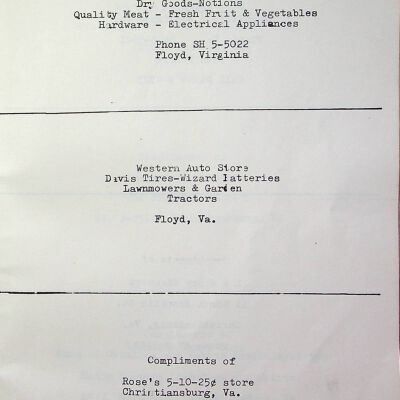 Dry Goods-Notions
Quality Meat - Fresh Fruit & Vegetables
Hardware - Electrical Appliances
Phone SH 5-5022
Floyd, Virginia
Western Auto Store
Davis Tires-Wizard Batteries
Lawnmowers & Garden
Tractors
Floyd, Va.
Compliments of
Rose's 5-10-25¢ store
Christiansburg, Va.